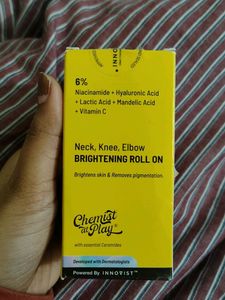 INNOVIST
6%
Niacinamide + Hyaluronic Acid
+ Lactic Acid + Mandelic Acid
+ Vitamin C
Neck, Knee, Elbow
BRIGHTENING ROLL ON
Brightens skin & Removes pigmentation
Chemist
at Play®
with essential Ceramides
Developed with Dermatologists
Powered By INNOVIST™